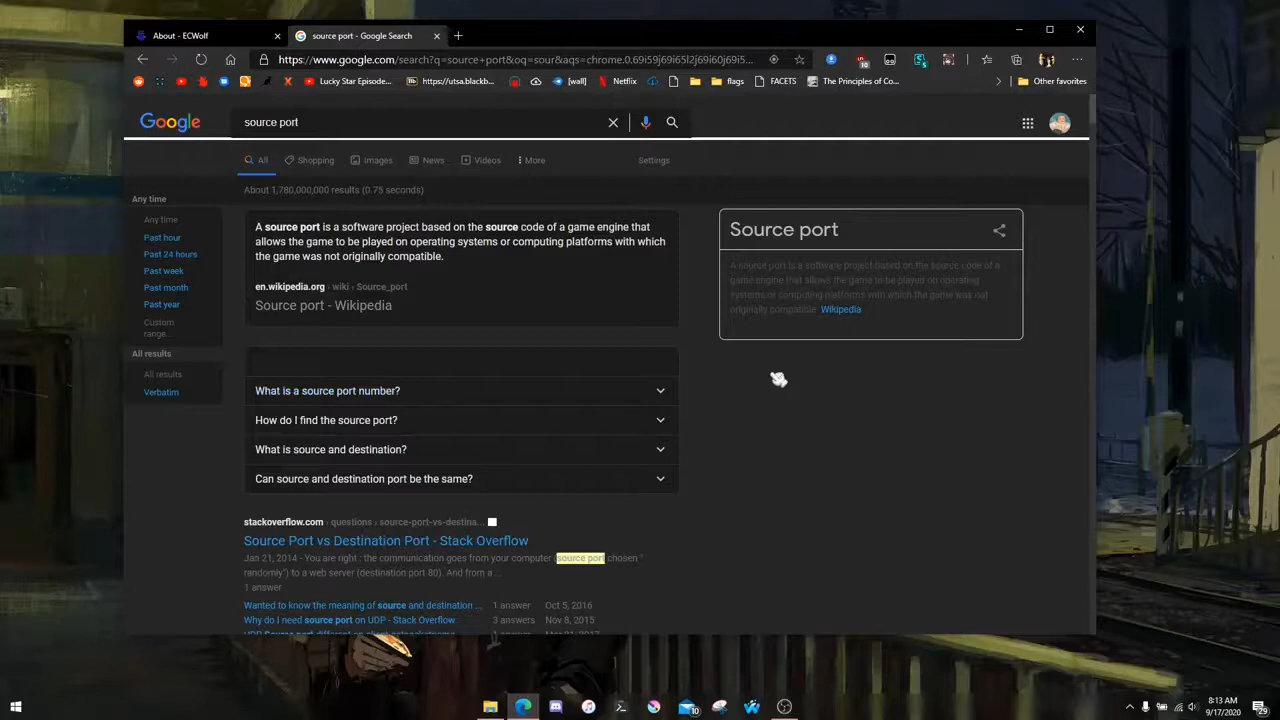 About - ECWolf
source port - Google Search
https://www.google.com/search?q=source+port&oq=sour&aqs=chrome.0.69i59j69i65l2j69i60j69i5...
Lucky Star Episode...
https://utsa.blackb...
[wall]
Netflix
flags
FACETS
The Principles of Co...
Other favorites
Google
source port
All
Shopping
Images
News
Videos
More
Settings
About 1,780,000,000 results (0.75 seconds)
Any time
Any time
Past hour
Past 24 hours
Past week
Past month
Past year
Custom
range...
All results
All results
Verbatim
A source port is a software project based on the source code of a game engine that
allows the game to be played on operating systems or computing platforms with which
the game was not originally compatible.
en.wikipedia.org › wiki › Source_port
Source port - Wikipedia
What is a source port number?
How do I find the source port?
What is source and destination?
Can source and destination port be the same?
stackoverflow.com › questions › source-port-vs-destina...
Source Port vs Destination Port - Stack Overflow
Jan 21, 2014 - You are right : the communication goes from your computer (source port chosen "
randomly") to a web server (destination port 80). And from a ...
1 answer
Wanted to know the meaning of source and destination ... 1 answer Oct 5, 2016
Why do I need source port on UDP - Stack Overflow 3 answers Nov 8, 2015
Source port
A source port is a software project based on the source code of a
game engine that allows the game to be played on operating
systems or computing platforms with which the game was not
originally compatible. Wikipedia
10
10
8:13 AM
9/17/2020
29